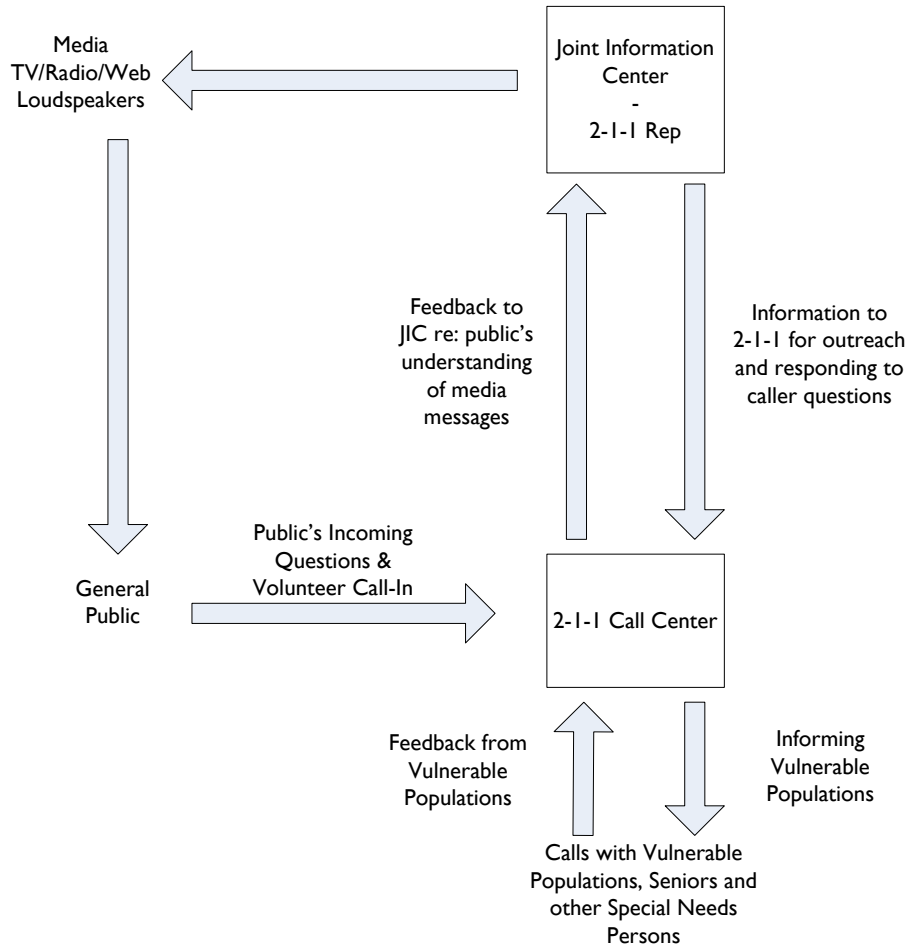 Media
TV/Radio/Web
Loudspeakers
Joint Information
Center
-
2-1-1 Rep
Feedback to
JIC re: public's
understanding
of media
messages
Information to
2-1-1 for outreach
and responding to
caller questions
Public's Incoming
Questions &
Volunteer Call-In
General
Public
2-1-1 Call Center
Feedback from
Vulnerable
Populations
Informing
Vulnerable
Populations
Calls with Vulnerable
Populations, Seniors and
other Special Needs
Persons